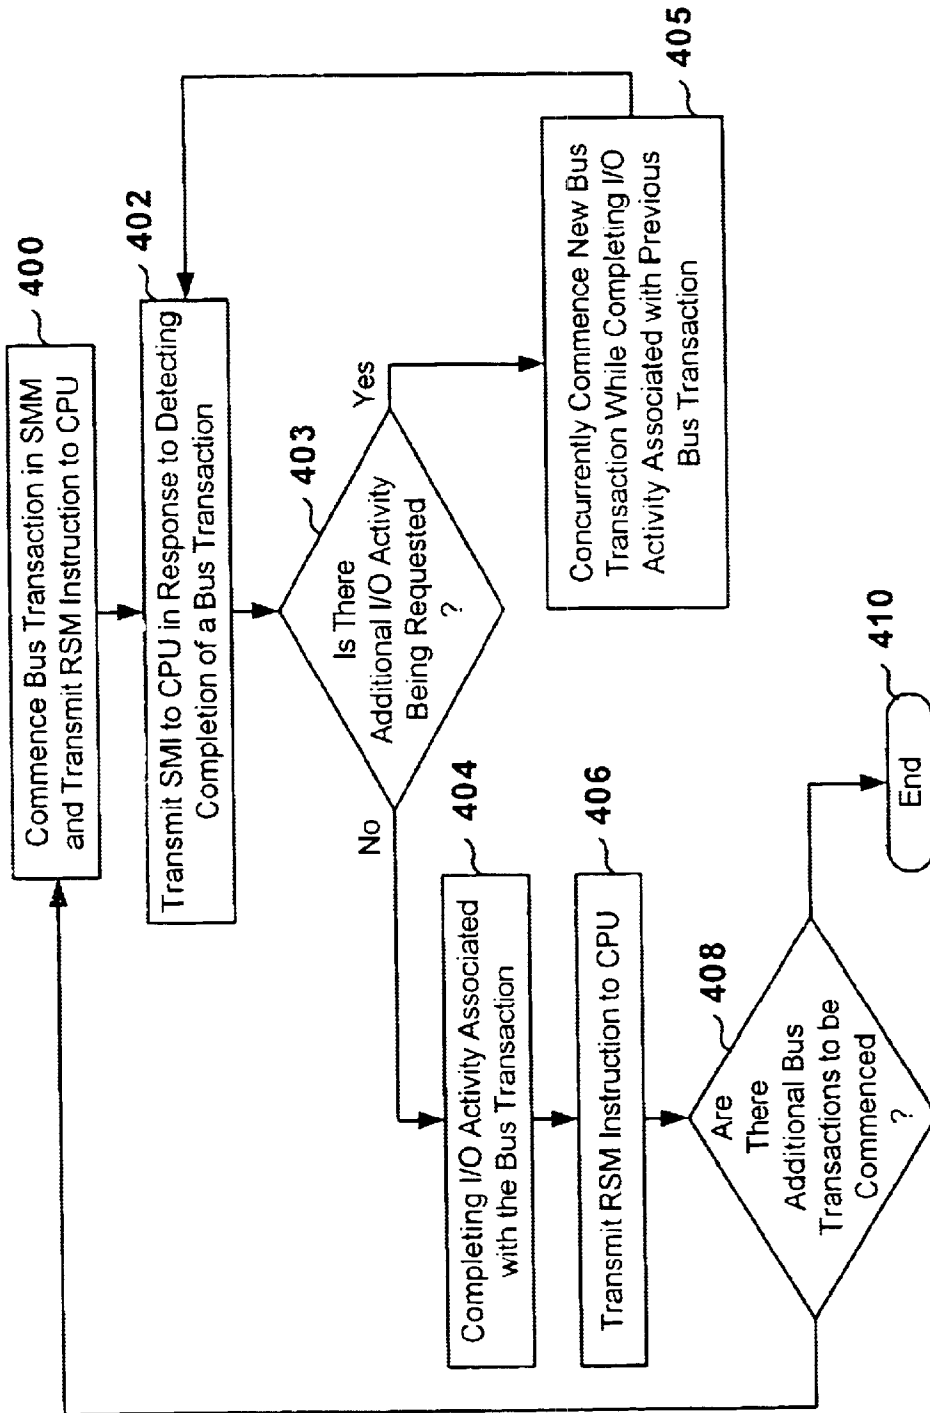 Commence Bus Transaction in SMM
and Transmit RSM Instruction to CPU
400
Transmit SMI to CPU in Response to Detecting
Completion of a Bus Transaction
402
Is There
Additional I/O Activity
Being Requested
?
403
Yes
No
Concurrently Commence New Bus
Transaction While Completing I/O
Activity Associated with Previous
Bus Transaction
405
Completing I/O Activity Associated
with the Bus Transaction
404
Transmit RSM Instruction to CPU
406
Are
There
Additional Bus
Transactions to be
Commenced
?
408
End
410